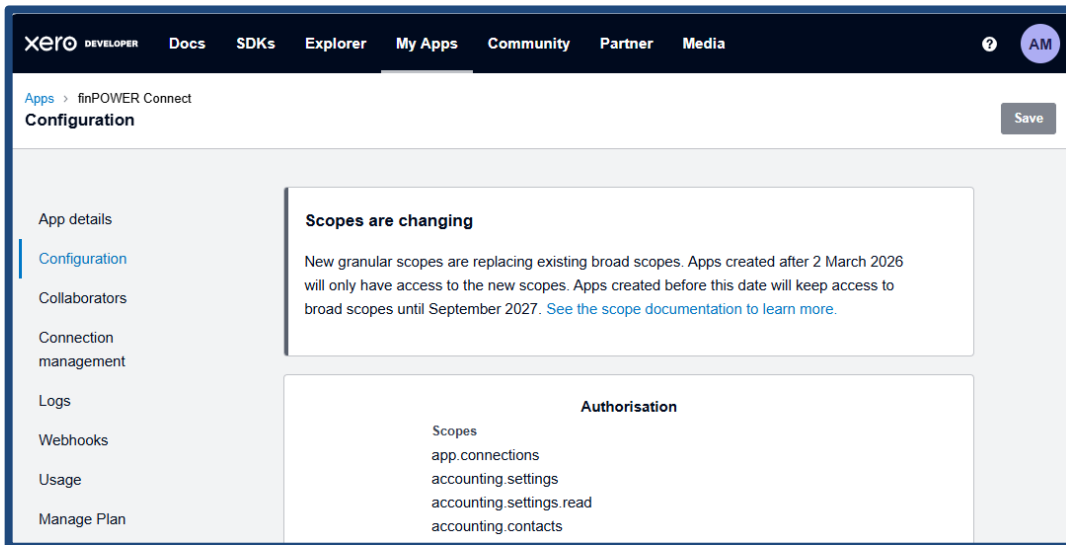 xero DEVELOPER Docs SDKs Explorer My Apps Community Partner Media ? AM
Apps > finPOWER Connect
Configuration
Save
App details
Configuration
Collaborators
Connection
management
Logs
Webhooks
Usage
Manage Plan
Scopes are changing
New granular scopes are replacing existing broad scopes. Apps created after 2 March 2026
will only have access to the new scopes. Apps created before this date will keep access to
broad scopes until September 2027. See the scope documentation to learn more.
Authorisation
Scopes
app.connections
accounting.settings
accounting.settings.read
accounting.contacts